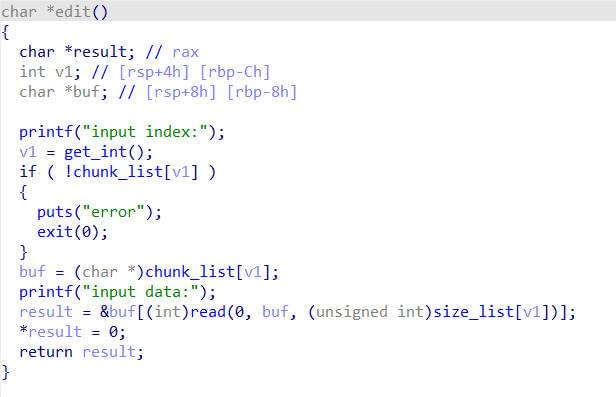 char *edit()
{
  char *result; // rax
  int v1; // [rsp+4h] [rbp-Ch]
  char *buf; // [rsp+8h] [rbp-8h]

  printf("input index:");
  v1 = get_int();
  if ( !chunk_list[v1] )
  {
    puts("error");
    exit(0);
  }
  buf = (char *)chunk_list[v1];
  printf("input data:");
  result = &buf[(int)read(0, buf, (unsigned int)size_list[v1])];
  *result = 0;
  return result;
}